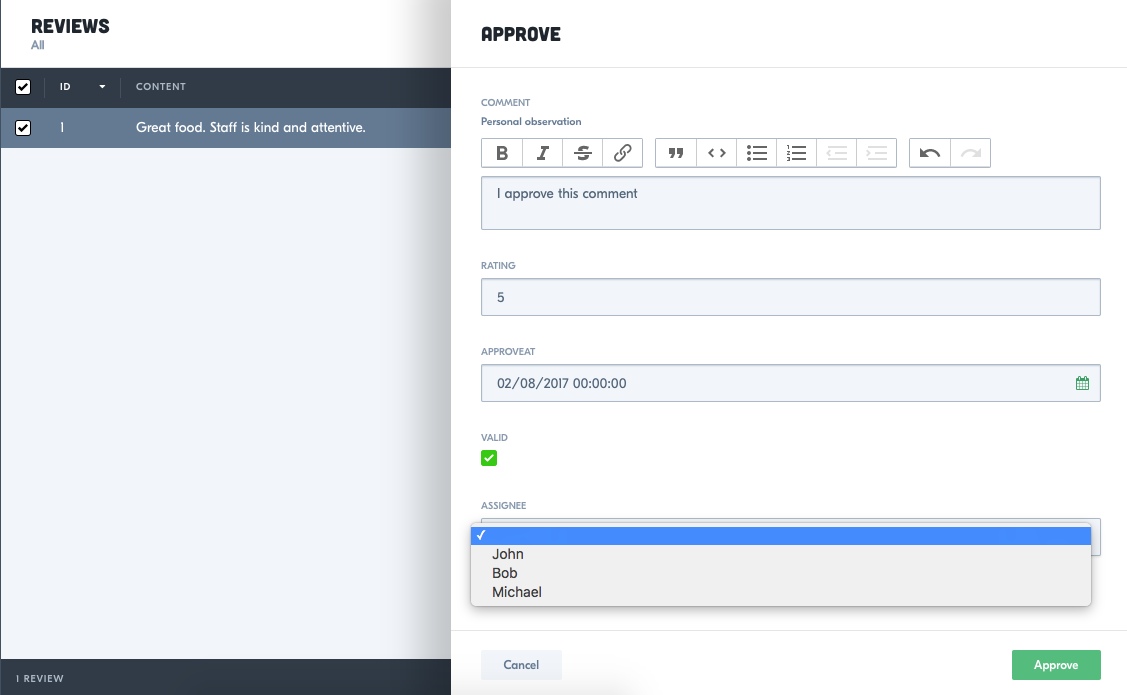 REVIEWS
All
ID
CONTENT
1
Great food. Staff is kind and attentive.
1 REVIEW
APPROVE
COMMENT
Personal observation
B I S
I approve this comment
RATING
5
APPROVEAT
02/08/2017 00:00:00
VALID
ASSIGNEE
John
Bob
Michael
Cancel
Approve